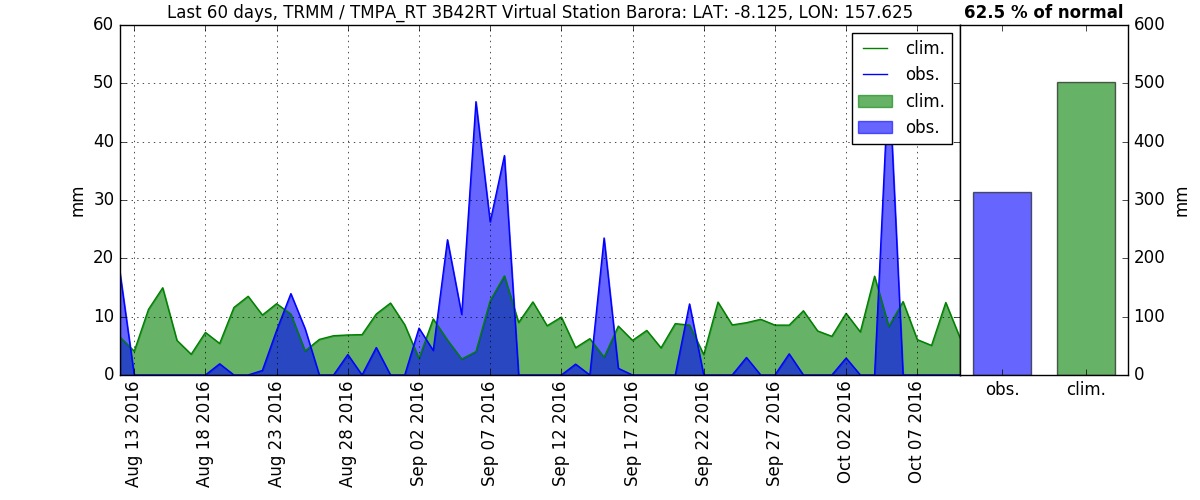 Last 60 days, TRMM / TMPA_RT 3B42RT Virtual Station Barora: LAT: -8.125, LON: 157.625
62.5 % of normal
60
50
40
30
20
10
0
mm
clim.
obs.
clim.
obs.
Aug 13 2016
Aug 18 2016
Aug 23 2016
Aug 28 2016
Sep 02 2016
Sep 07 2016
Sep 12 2016
Sep 17 2016
Sep 22 2016
Sep 27 2016
Oct 02 2016
Oct 07 2016
600
500
400
300
200
100
0
mm
obs.
clim.